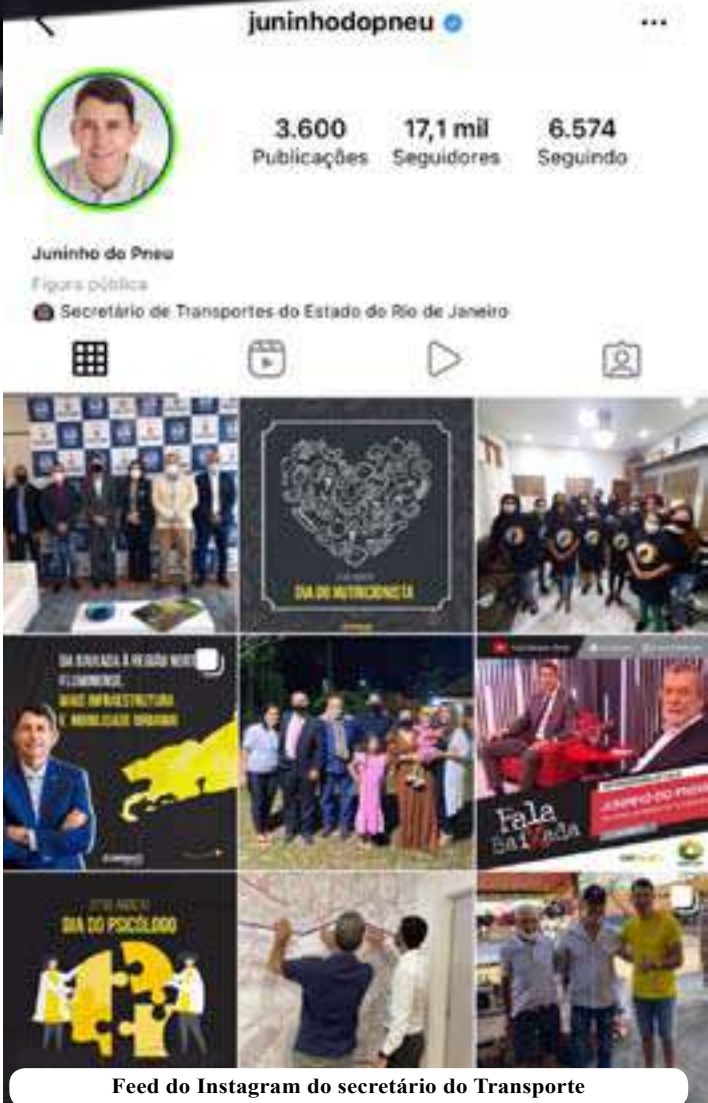 juninhodopneu
3.600 17,1 mil 6.574
Publicações Seguidores Seguindo
Juninho do Pneu
Figura pública
Secretário de Transportes do Estado do Rio de Janeiro
DIA DO NUTRICIONISTA
DA BAIXADA À REGIÃO NORTE
FLUMINENSE
MAIS INFRAESTRUTURA
E MOBILIDADE URBANA
Fala
Baixada
JUNINHO DO PNEU
DIA DO PSICÓLOGO
Feed do Instagram do secretário do Transporte